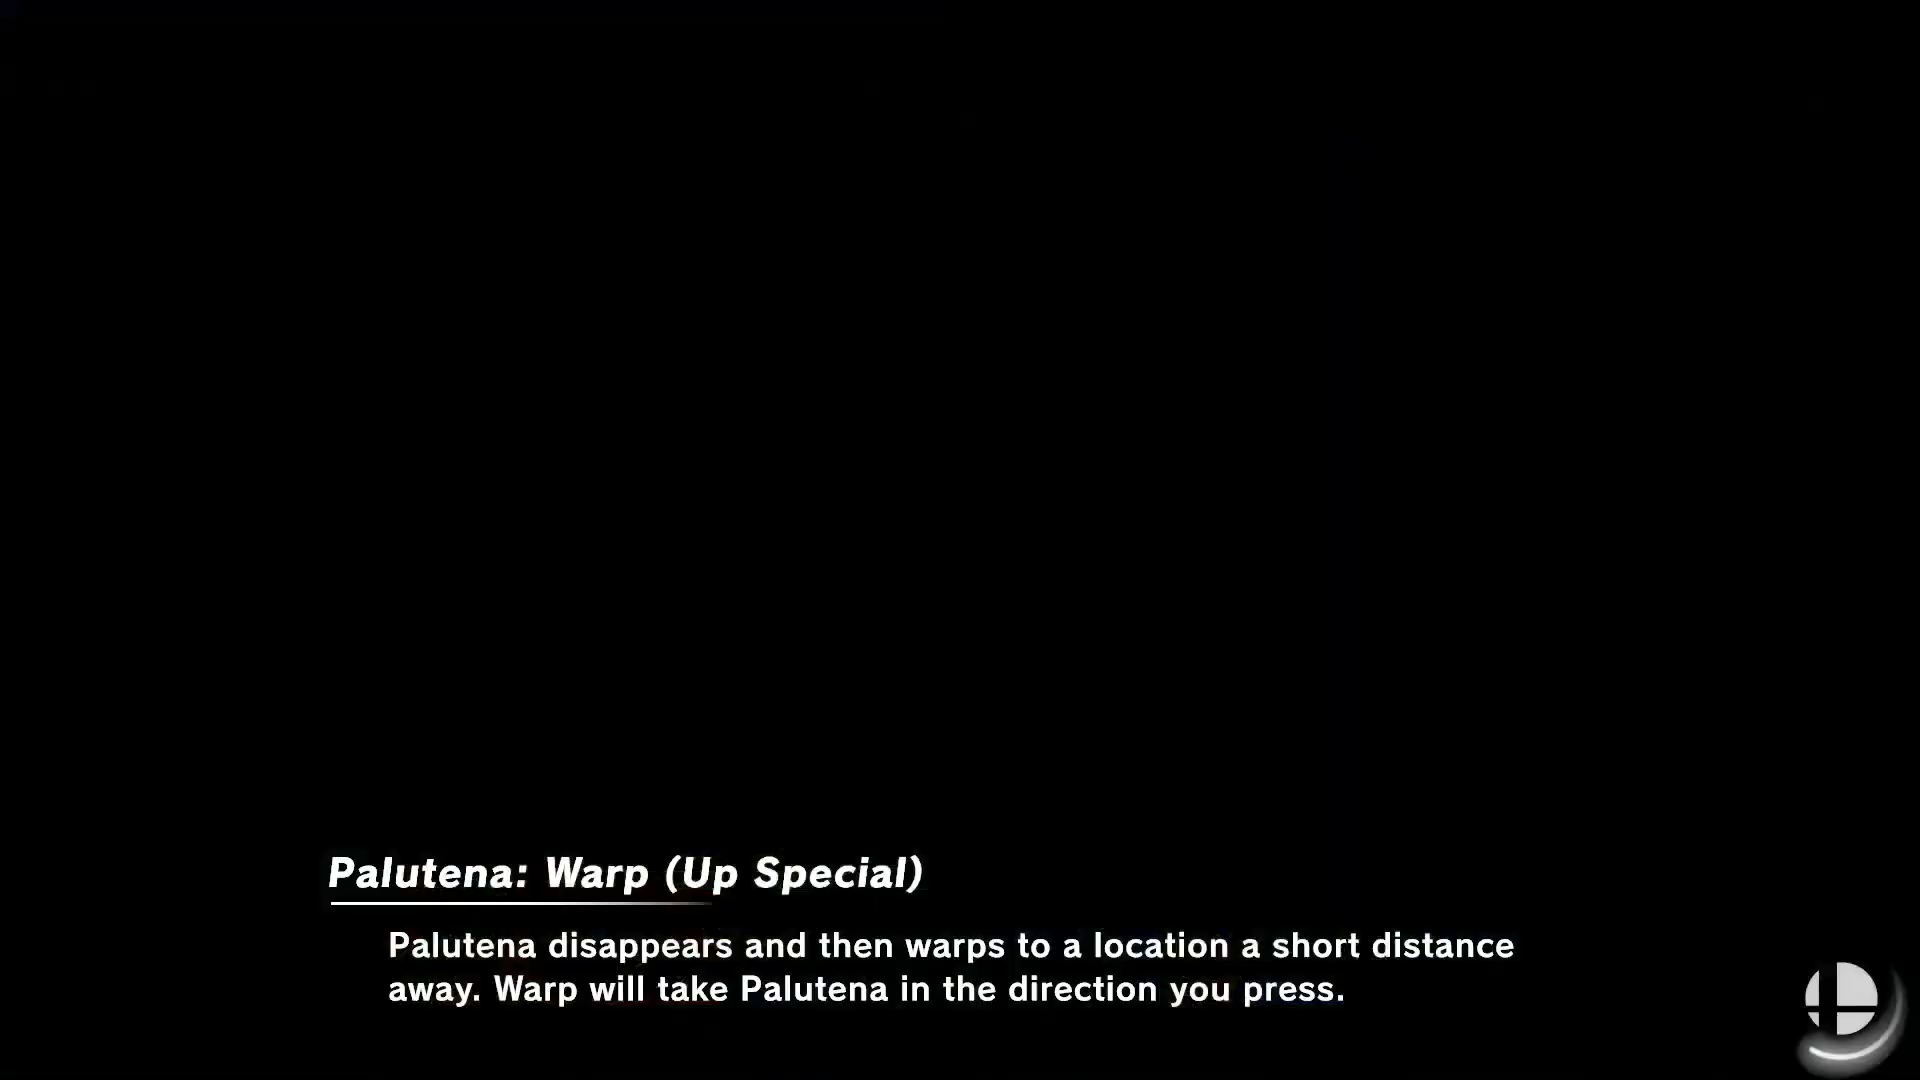 Palutena: Warp (Up Special)
Palutena disappears and then warps to a location a short distance
away. Warp will take Palutena in the direction you press.